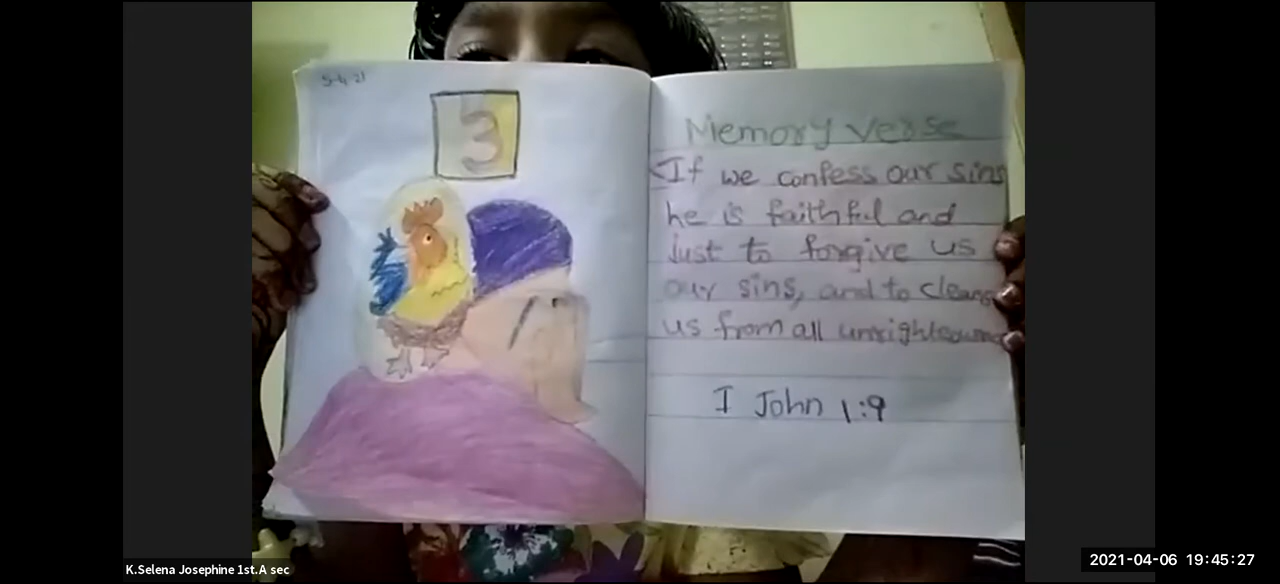 5-4-21
3
Memory Verse
If we confess our sins
he is faithful and
just to forgive us
our sins, and to cleans
us from all unrighteous
I John 1:9
K.Selena Josephine 1st.A sec
2021-04-06 19:45:27